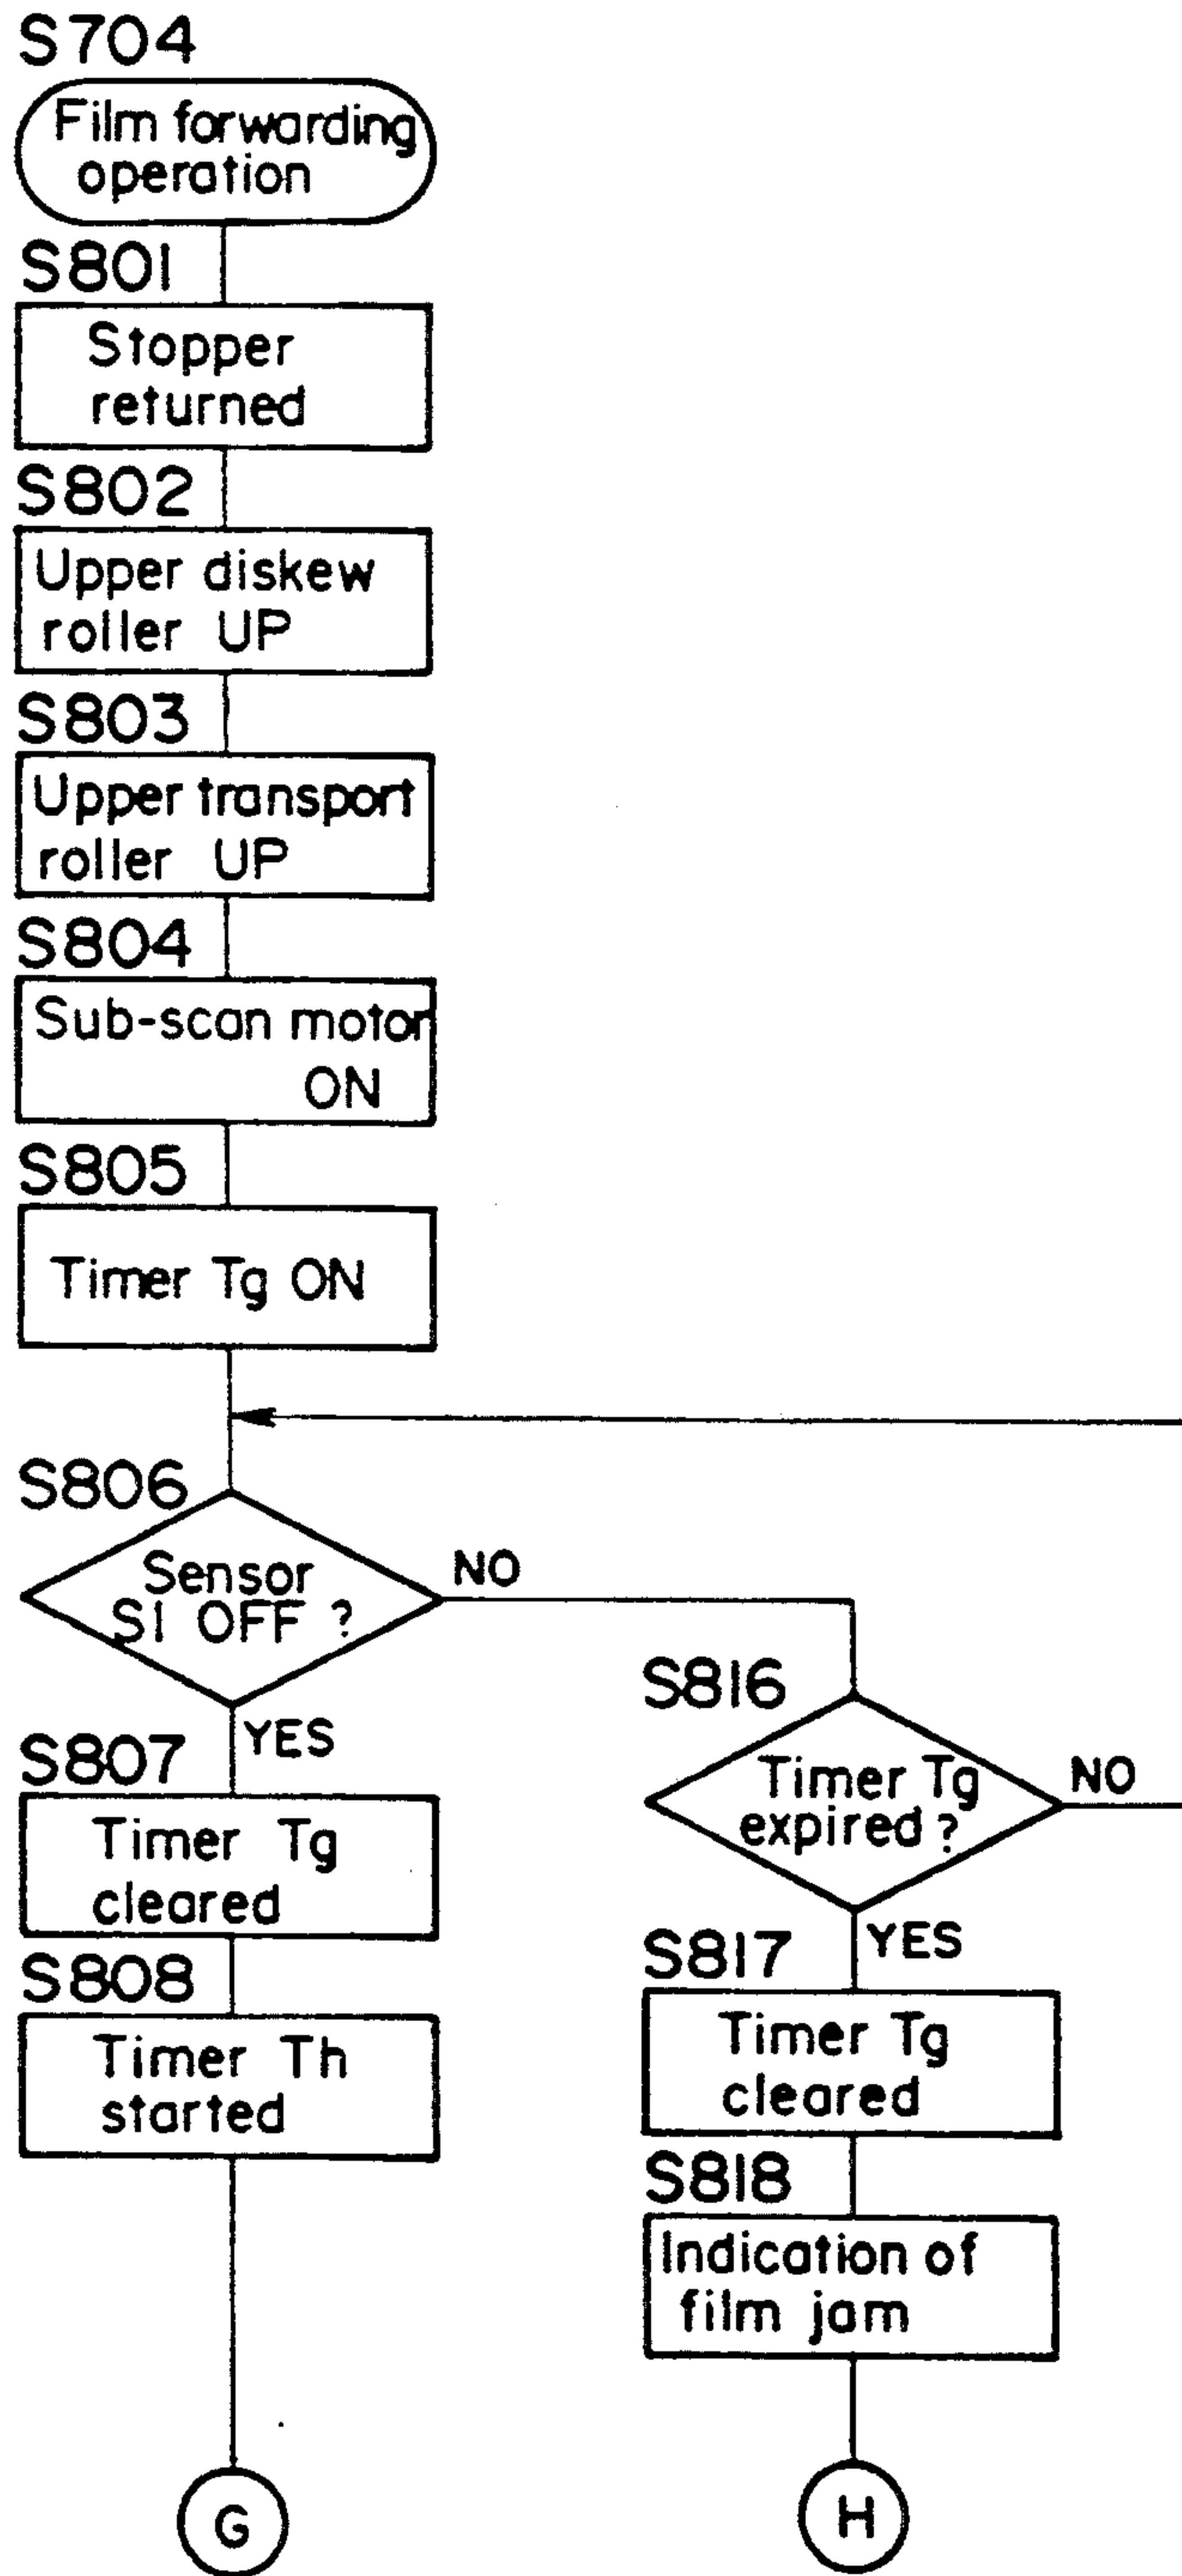 S704
Film forwarding
operation
S801
Stopper
returned
S802
Upper diskew
roller UP
S803
Upper transport
roller UP
S804
Sub-scan motor
ON
S805
Timer Tg ON
S806
Sensor
S1 OFF ?
NO
YES
S807
Timer Tg
cleared
S808
Timer Th
started
G
S816
Timer Tg
expired ?
NO
YES
S817
Timer Tg
cleared
S818
Indication of
film jam
H